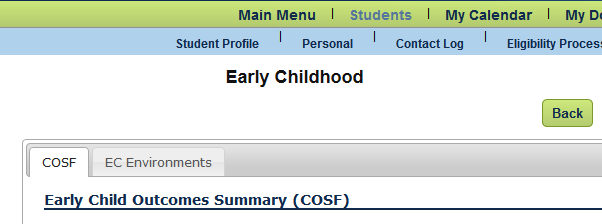 Main Menu | Students | My Calendar | My
Student Profile | Personal | Contact Log | Eligibility
Early Childhood
Back
COSF EC Environments
Early Child Outcomes Summary (COSF)